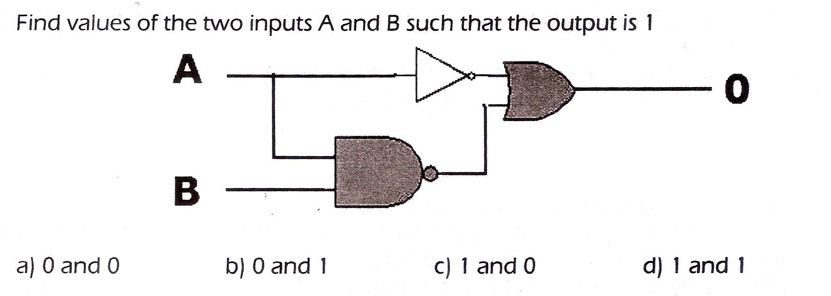 Find values of the two inputs A and B such that the output is 1
A
0
B
a) 0 and 0 b) 0 and 1 c) 1 and 0 d) 1 and 1